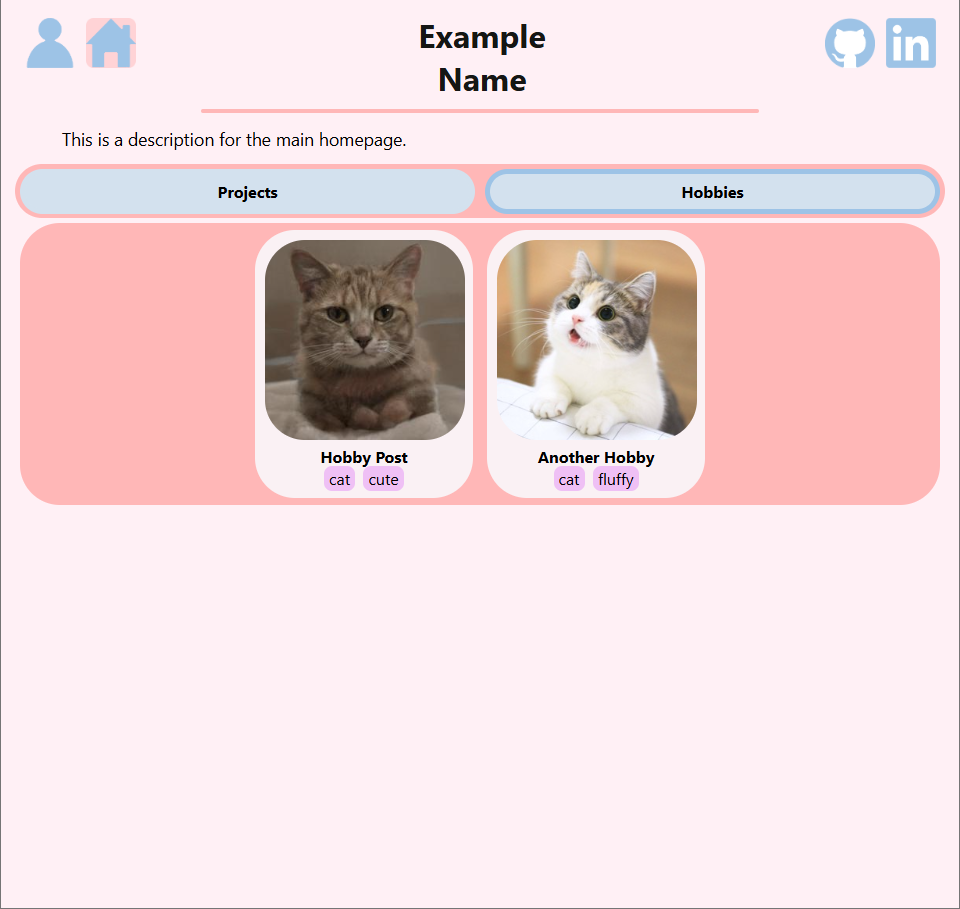 Example
Name
in
This is a description for the main homepage.
Projects
Hobbies
Hobby Post
cat cute
Another Hobby
cat fluffy